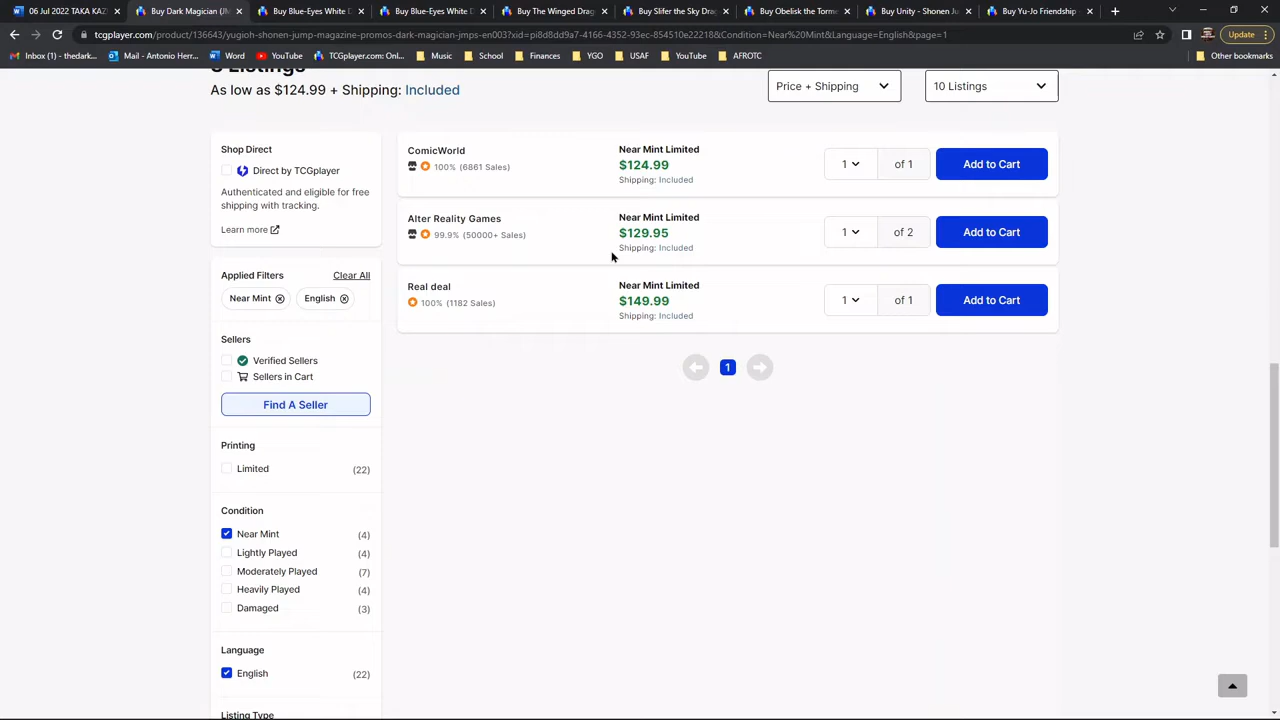 06 Jul 2022 TAKA KAZ
Buy Dark Magician (JM
Buy Blue-Eyes White D
Buy Blue-Eyes White D
Buy The Winged Drag
Buy Slifer the Sky Drag
Buy Obelisk the Torme
Buy Unity - Shonen Ju
Buy Yu-Jo Friendship
tcgplayer.com/product/136643/yugioh-shonen-jump-magazine-promos-dark-magician-jmps-en003?xid=pi8d8dd9a7-4166-4352-93ec-854510e22218&Condition=Near%20Mint&Language=English&page=1
Update
Inbox (1) - thedark...
Mail - Antonio Her...
Word
YouTube
TCGplayer.com: Onl...
Music
School
Finances
YGO
USAF
YouTube
AFROTC
Other bookmarks
3 Listings
As low as $124.99 + Shipping: Included
Price + Shipping
10 Listings
Shop Direct
Direct by TCGplayer
Authenticated and eligible for free
shipping with tracking.
Learn more
Applied Filters Clear All
Near Mint
English
Sellers
Verified Sellers
Sellers in Cart
Find A Seller
Printing
Limited (22)
Condition
Near Mint (4)
Lightly Played (4)
Moderately Played (7)
Heavily Played (4)
Damaged (3)
Language
English (22)
Listing Type
ComicWorld
100% (6861 Sales)
Near Mint Limited
$124.99
Shipping: Included
1 of 1
Add to Cart
Alter Reality Games
99.9% (50000+ Sales)
Near Mint Limited
$129.95
Shipping: Included
1 of 2
Add to Cart
Real deal
100% (1182 Sales)
Near Mint Limited
$149.99
Shipping: Included
1 of 1
Add to Cart
1